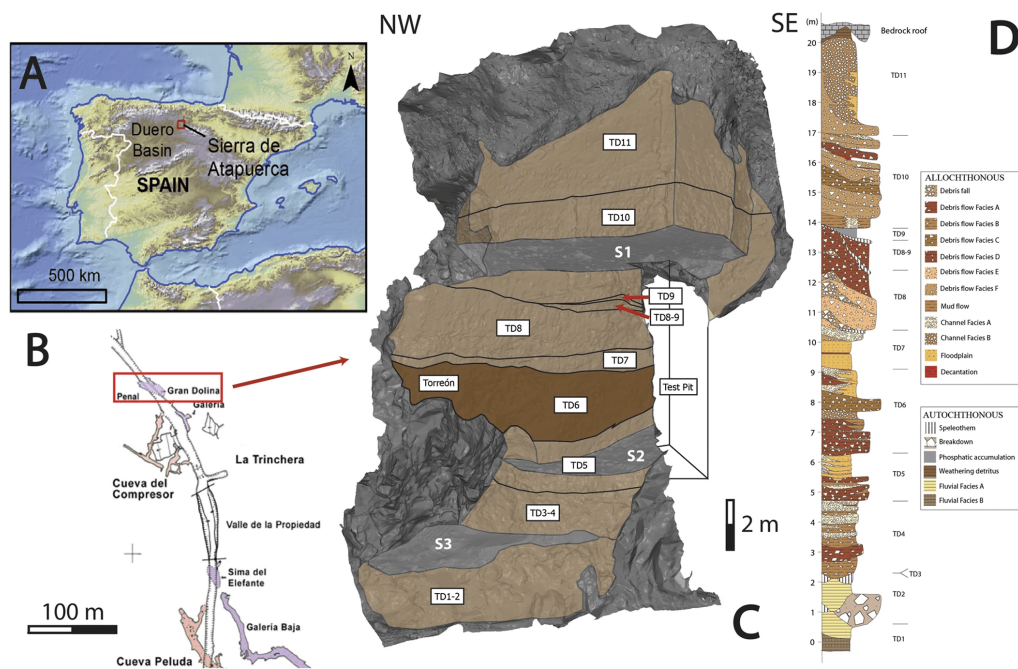 A
N
Duero
Basin
Sierra de
Atapuerca
SPAIN
500 km
B
Penal
Gran Dolina
Galería
La Trinchera
Cueva del
Compresor
Valle de la Propiedad
Sima del
Elefante
Galería Baja
Cueva Peluda
100 m
NW
SE
TD11
TD10
S1
TD9
TD8-9
TD8
TD7
Torreón
TD6
Test Pit
S2
TD5
TD3-4
S3
TD1-2
2 m
C
D
(m)
20
19
18
17
16
15
14
13
12
11
10
9
8
7
6
5
4
3
2
1
0
Bedrock roof
TD11
TD10
TD9
TD8-9
TD8
TD7
TD6
TD5
TD4
TD3
TD2
TD1
ALLOCHTHONOUS
Debris fall
Debris flow Facies A
Debris flow Facies B
Debris flow Facies C
Debris flow Facies D
Debris flow Facies E
Debris flow Facies F
Mud flow
Channel Facies A
Channel Facies B
Floodplain
Decantation
AUTOCHTHONOUS
Speleothem
Breakdown
Phosphatic accumulation
Weathering detritus
Fluvial Facies A
Fluvial Facies B